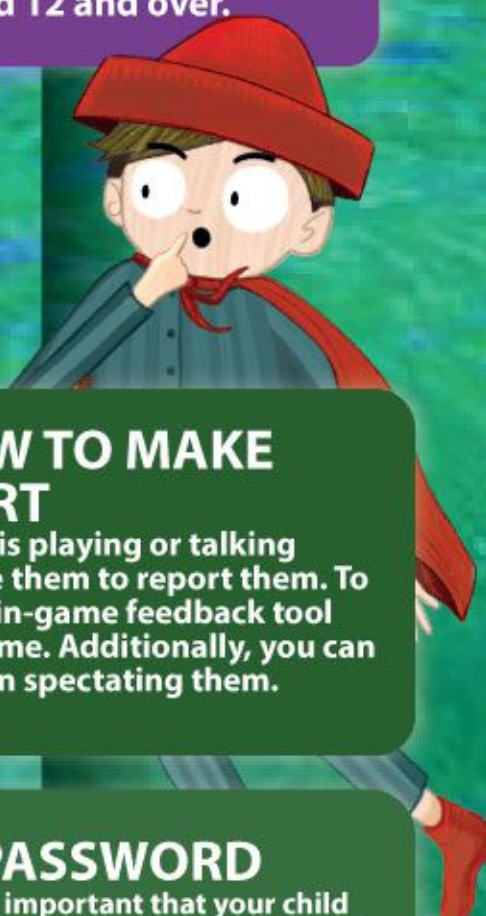 d 12 and over.
W TO MAKE
RT
is playing or talking
e them to report them. To
in-game feedback tool
me. Additionally, you can
n spectating them.
PASSWORD
important that your child